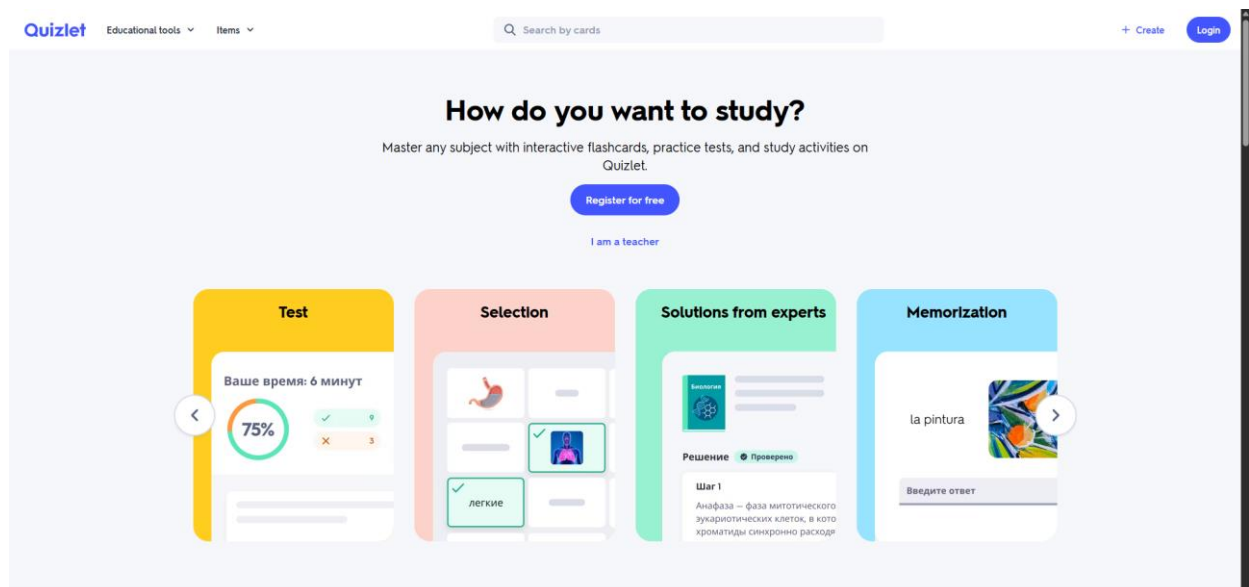 Quizlet Educational tools Items Search by cards + Create Login
How do you want to study?
Master any subject with interactive flashcards, practice tests, and study activities on
Quizlet.
Register for free
I am a teacher
Test
Ваше время: 6 минут
75%
9
3
Selection
легкие
Solutions from experts
Биология
Решение Проверено
Шаг 1
Анафаза – фаза митотического
эукариотических клеток, в кото
хроматиды синхронно расходя
Memorization
la pintura
Введите ответ